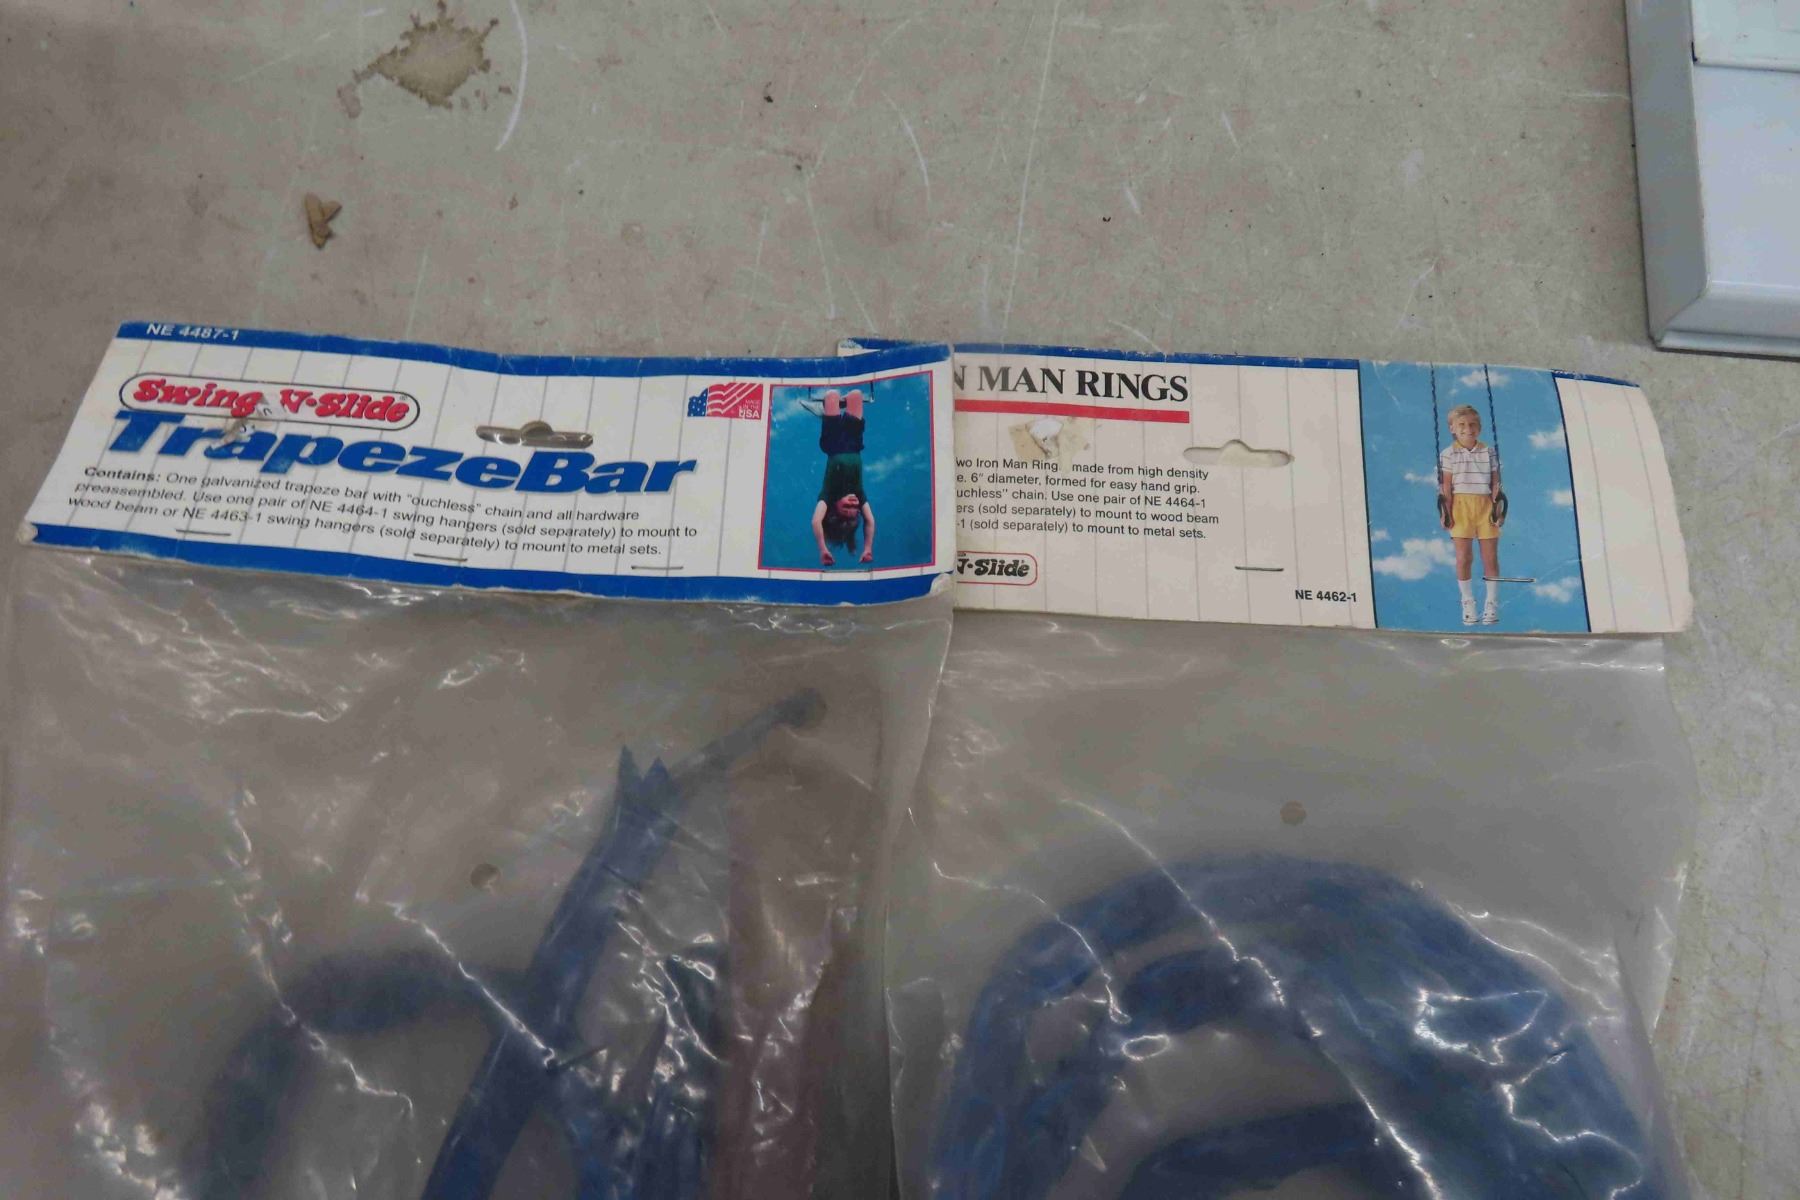 NE 4487-1
Swing N-Slide®
TrapezeBar
MADE IN THE USA
Contains: One galvanized trapeze bar with "ouchless" chain and all hardware
preassembled. Use one pair of NE 4464-1 swing hangers (sold separately) to mount to
wood beam or NE 4463-1 swing hangers (sold separately) to mount to metal sets.
N MAN RINGS
wo Iron Man Ring made from high density
e. 6" diameter, formed for easy hand grip.
uchless" chain. Use one pair of NE 4464-1
ers (sold separately) to mount to wood beam
-1 (sold separately) to mount to metal sets.
N-Slide
NE 4462-1